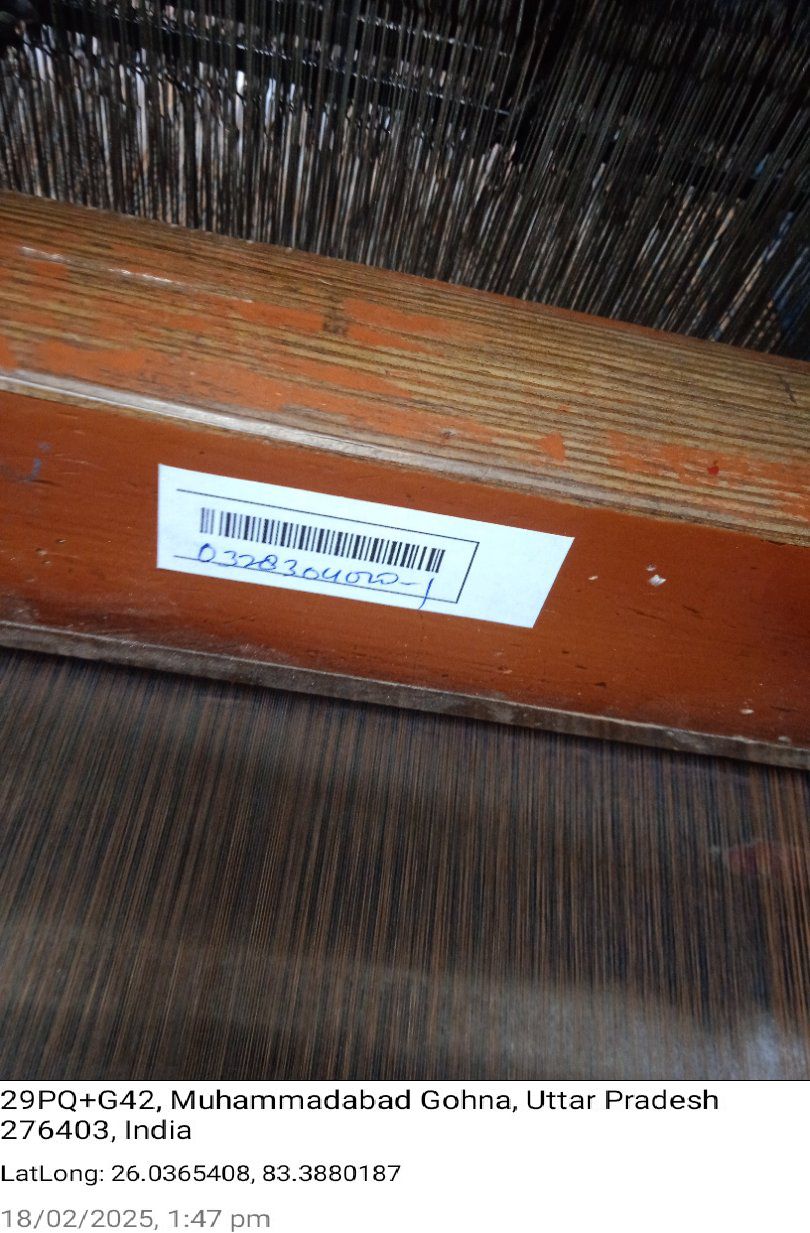 0328304020-1
29PQ+G42, Muhammadabad Gohna, Uttar Pradesh
276403, India
LatLong: 26.0365408, 83.3880187
18/02/2025, 1:47 pm